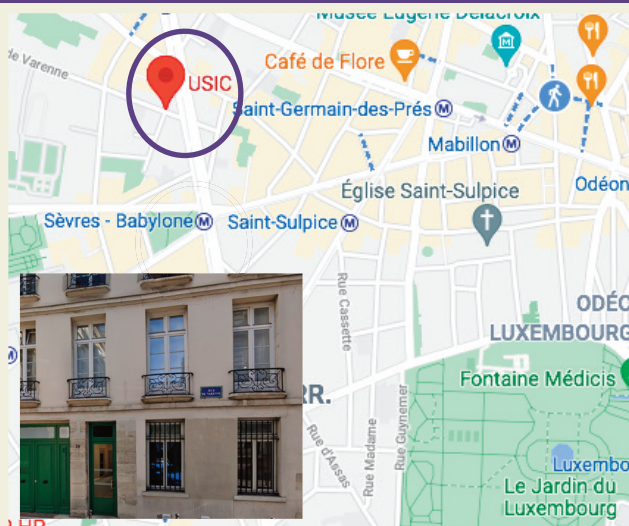 Musée Eugène Delacroix
de Varenne
Café de Flore
USIC
Saint-Germain-des-Prés M
Mabillon M
Église Saint-Sulpice
Odéon
Sèvres - Babylone M
Saint-Sulpice M
Rue Cassette
ODÉO
LUXEMBOURG
Fontaine Médicis
RR.
Rue d'Assas
Rue Madame
Rue Guynemer
Luxembo
Le Jardin du
Luxembourg